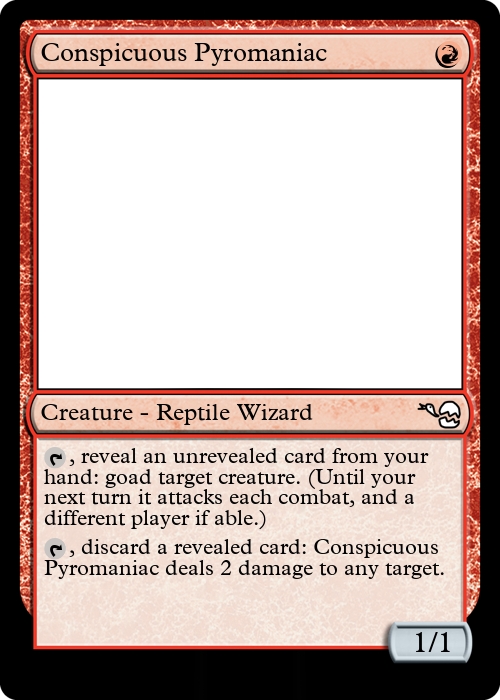 Conspicuous Pyromaniac
Creature - Reptile Wizard
, reveal an unrevealed card from your
hand: goad target creature. (Until your
next turn it attacks each combat, and a
different player if able.)
, discard a revealed card: Conspicuous
Pyromaniac deals 2 damage to any target.
1/1